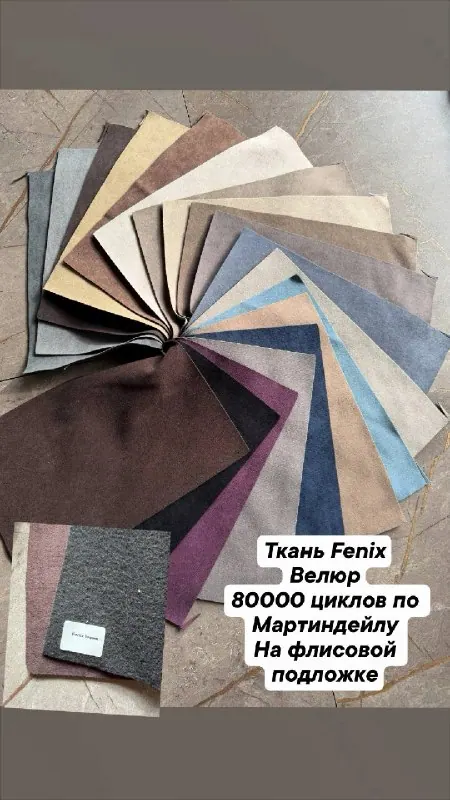 Ткань Fenix
Велюр
80000 циклов по
Мартиндейлу
На флисовой
подложке